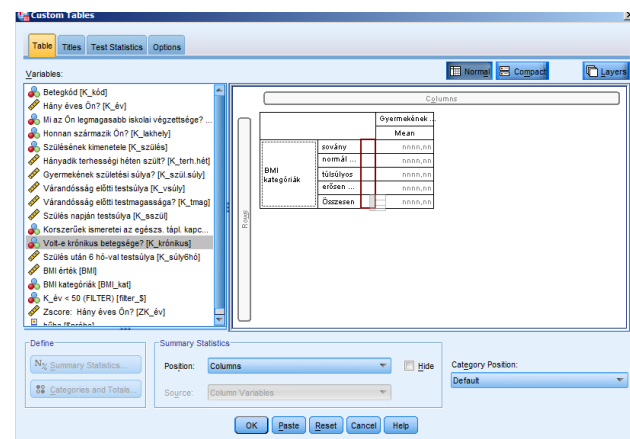 Custom Tables
Table Titles Test Statistics Options
Variables:
Normal Compact Layers
Betegkód [K_kód]
Hány éves Ön? [K_év]
Mi az Ön legmagasabb iskolai végzettsége? ...
Honnan származik Ön? [K_lakhely]
Szülésének kimenetele [K_szülés]
Hányadik terhességi héten szült? [K_terh.hét]
Gyermekének születési súlya? [K_szül.súly]
Várandósság előtti testsúlya [K_vsúly]
Várandósság előtti testmagassága? [K_tmag]
Szülés napján testsúlya [K_sszül]
Korszerűek ismeretei az egész. tápl. kapc...
Volt-e krónikus betegsége? [K_krónikus]
Szülés után 6 hó-val testsúlya [K_súly6hó]
BMI érték [BMI]
BMI kategóriák [BMI_kat]
K_év < 50 (FILTER) [filter_$]
Zscore: Hány éves Ön? [ZK_év]
Columns
Rows
Gyermekének ...
Mean
BMI kategóriák
sovány nnnn,nn
normál ... nnnn,nn
túlsúlyos nnnn,nn
erősen ... nnnn,nn
Összesen nnnn,nn
Define
N% Summary Statistics...
Categories and Totals...
Summary Statistics
Position: Columns Hide
Source: Column Variables
Category Position:
Default
OK Paste Reset Cancel Help